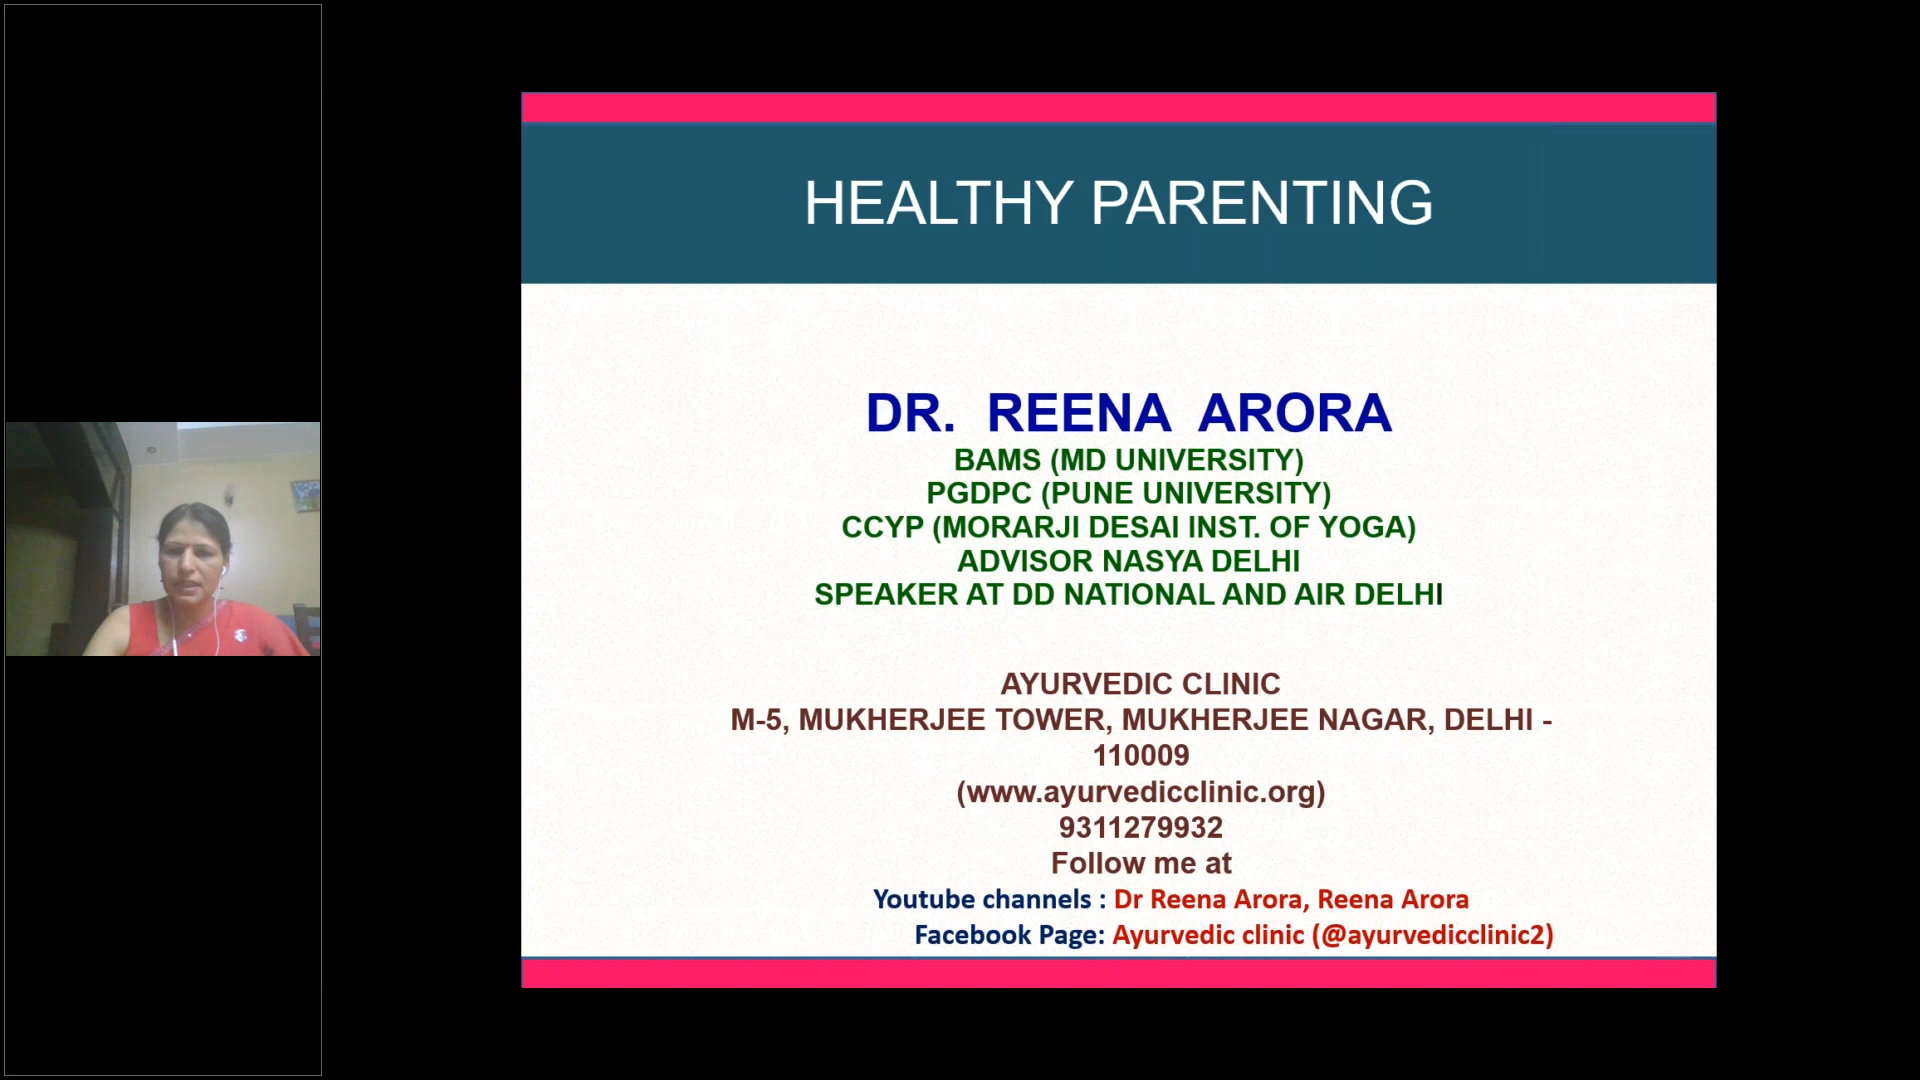 HEALTHY PARENTING
DR. REENA ARORA
BAMS (MD UNIVERSITY)
PGDPC (PUNE UNIVERSITY)
CCYP (MORARJI DESAI INST. OF YOGA)
ADVISOR NASYA DELHI
SPEAKER AT DD NATIONAL AND AIR DELHI
AYURVEDIC CLINIC
M-5, MUKHERJEE TOWER, MUKHERJEE NAGAR, DELHI -
110009
(www.ayurvedicclinic.org)
9311279932
Follow me at
Youtube channels : Dr Reena Arora, Reena Arora
Facebook Page: Ayurvedic clinic (@ayurvedicclinic2)